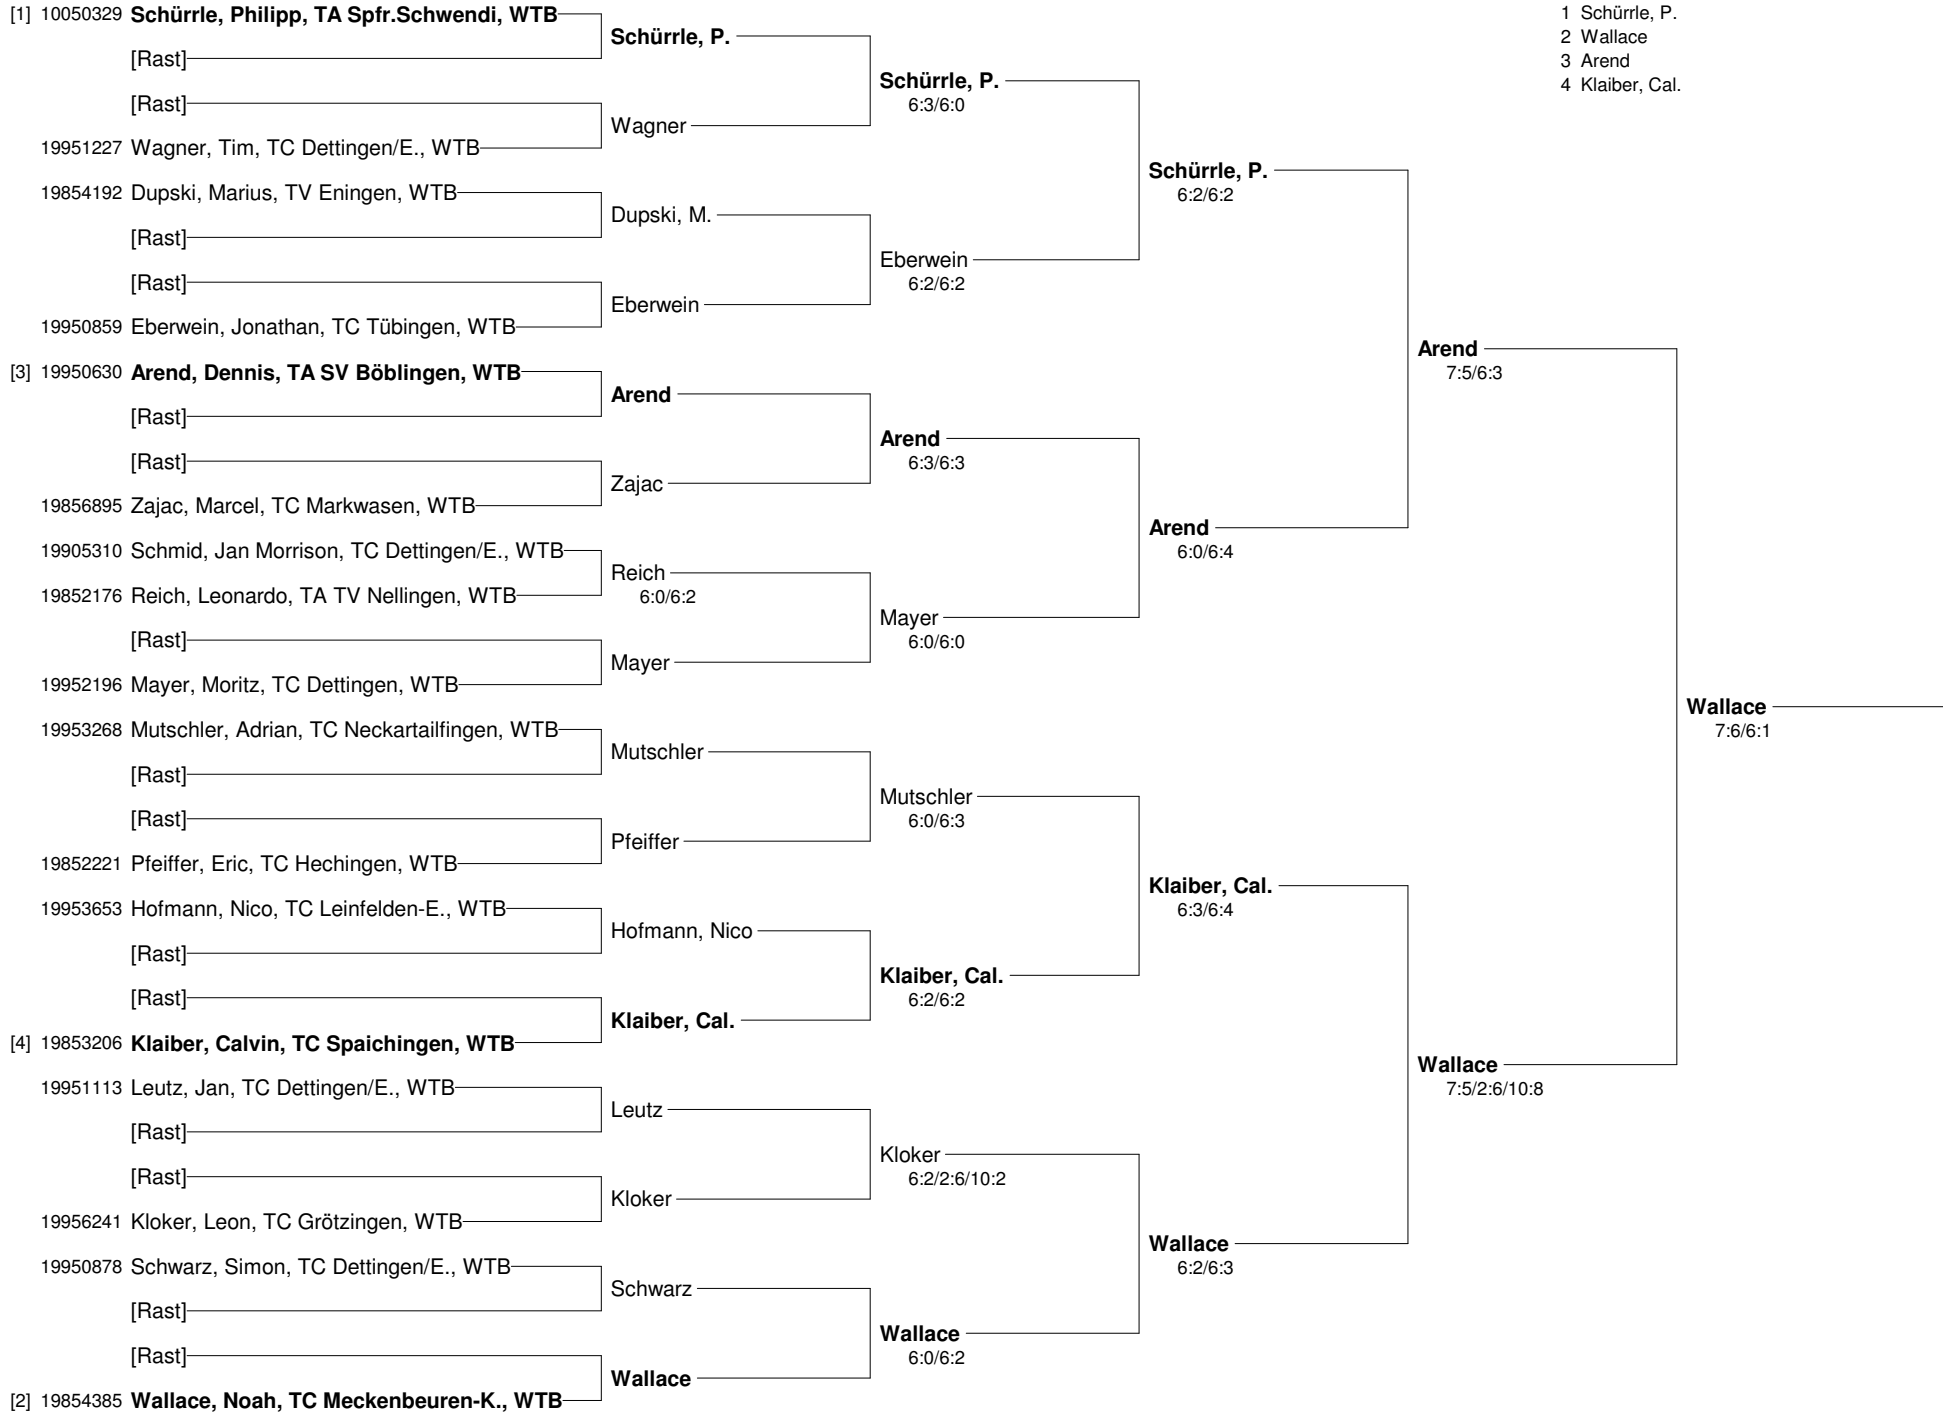 [1] 10050329 Schürrle, Philipp, TA Spfr.Schwendi, WTB
[Rast]
[Rast]
19951227 Wagner, Tim, TC Dettingen/E., WTB
19854192 Dupski, Marius, TV Eningen, WTB
[Rast]
[Rast]
19950859 Eberwein, Jonathan, TC Tübingen, WTB
[3] 19950630 Arend, Dennis, TA SV Böblingen, WTB
[Rast]
[Rast]
19856895 Zajac, Marcel, TC Markwasen, WTB
19905310 Schmid, Jan Morrison, TC Dettingen/E., WTB
19852176 Reich, Leonardo, TA TV Nellingen, WTB
[Rast]
19952196 Mayer, Moritz, TC Dettingen, WTB
19953268 Mutschler, Adrian, TC Neckartailfingen, WTB
[Rast]
[Rast]
19852221 Pfeiffer, Eric, TC Hechingen, WTB
19953653 Hofmann, Nico, TC Leinfelden-E., WTB
[Rast]
[Rast]
[4] 19853206 Klaiber, Calvin, TC Spaichingen, WTB
19951113 Leutz, Jan, TC Dettingen/E., WTB
[Rast]
[Rast]
19956241 Kloker, Leon, TC Grötzingen, WTB
19950878 Schwarz, Simon, TC Dettingen/E., WTB
[Rast]
[Rast]
[2] 19854385 Wallace, Noah, TC Meckenbeuren-K., WTB
Schürrle, P.
Wagner
Dupski, M.
Eberwein
Arend
Zajac
Reich
6:0/6:2
Mayer
Mutschler
Pfeiffer
Hofmann, Nico
Klaiber, Cal.
Leutz
Kloker
Schwarz
Wallace
Schürrle, P.
6:3/6:0
Eberwein
6:2/6:2
Arend
6:3/6:3
Mayer
6:0/6:0
Mutschler
6:0/6:3
Klaiber, Cal.
6:2/6:2
Kloker
6:2/2:6/10:2
Wallace
6:0/6:2
Schürrle, P.
6:2/6:2
Arend
6:0/6:4
Klaiber, Cal.
6:3/6:4
Wallace
6:2/6:3
Arend
7:5/6:3
Wallace
7:5/2:6/10:8
Wallace
7:6/6:1
1 Schürrle, P.
2 Wallace
3 Arend
4 Klaiber, Cal.